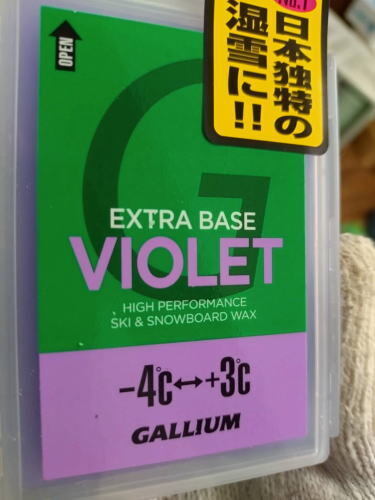 OPEN
No.1
日本独特の
湿雪に!!
G
EXTRA BASE
VIOLET
HIGH PERFORMANCE
SKI & SNOWBOARD WAX
-4℃↔+3℃
GALLIUM